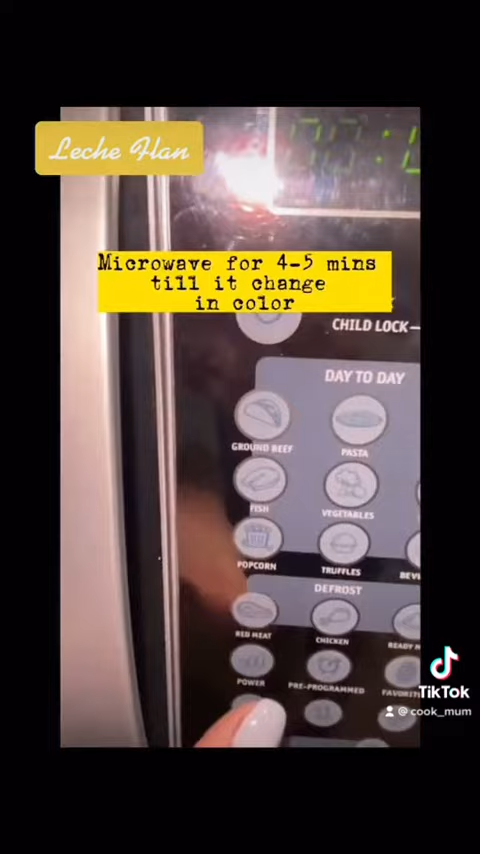 Leche Flan
Microwave for 4-5 mins
till it change
in color
CHILD LOCK
DAY TO DAY
GROUND BEEF
PASTA
FISH
VEGETABLES
POPCORN
TRUFFLES
DEFROST
RED MEAT
CHICKEN
READY
POWER
PRE-PROGRAMMED
TikTok
@cook_mum